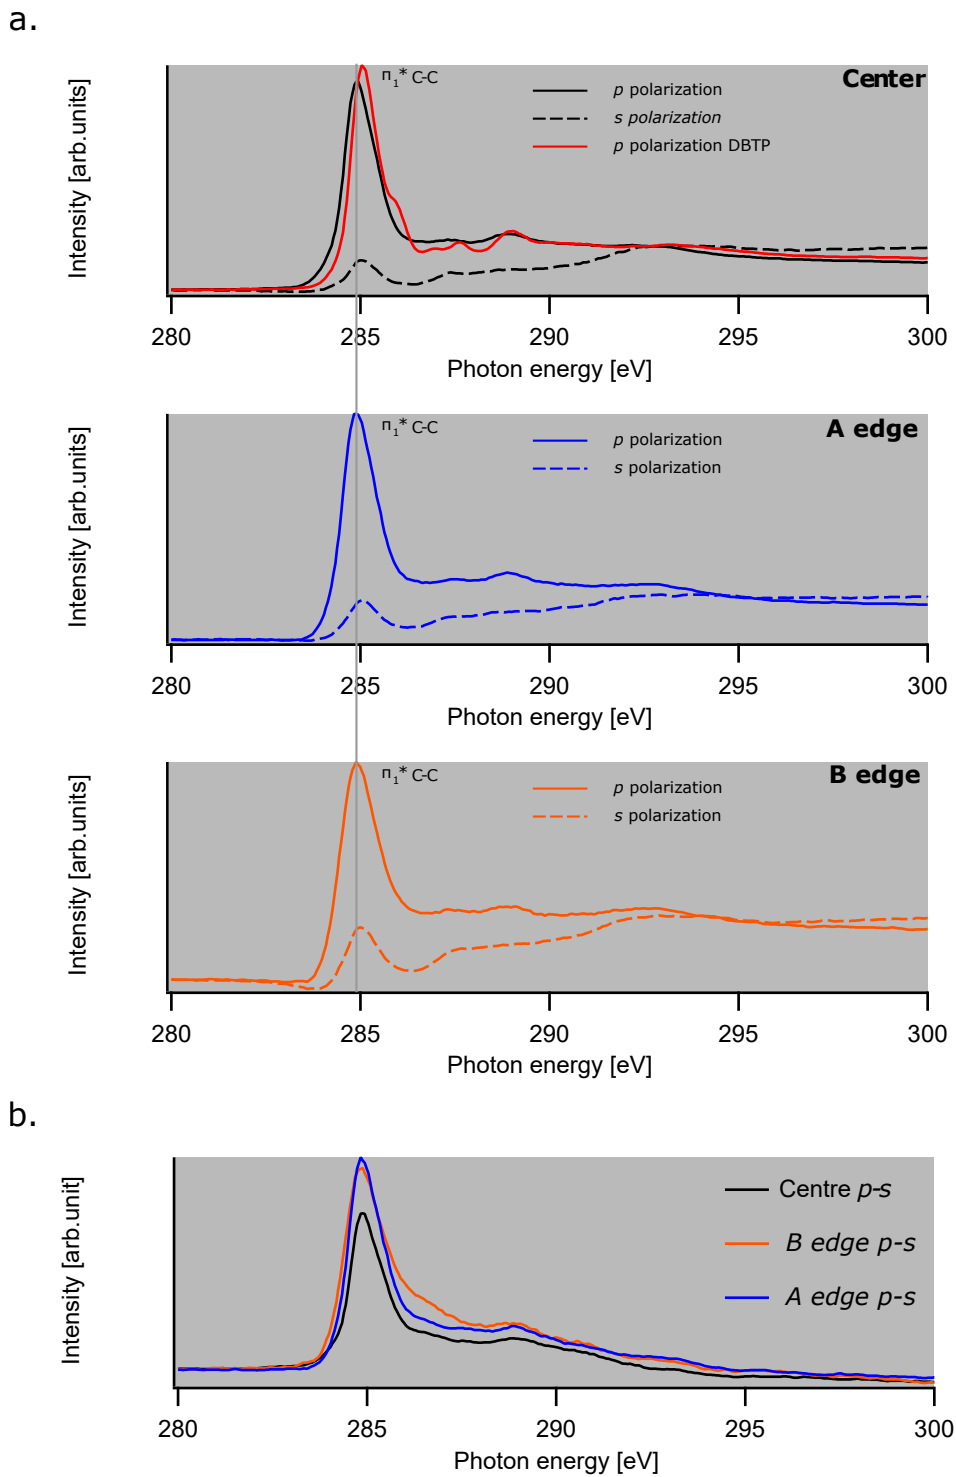 a.
Intensity [arb.units]
п₁* C-C
Center
p polarization
s polarization
p polarization DBTP
280 285 290 295 300
Photon energy [eV]
Intensity [arb.units]
п₁* C-C
A edge
p polarization
s polarization
280 285 290 295 300
Photon energy [eV]
Intensity [arb.units]
п₁* C-C
B edge
p polarization
s polarization
280 285 290 295 300
Photon energy [eV]
b.
Intensity [arb.unit]
Centre p-s
B edge p-s
A edge p-s
280 285 290 295 300
Photon energy [eV]